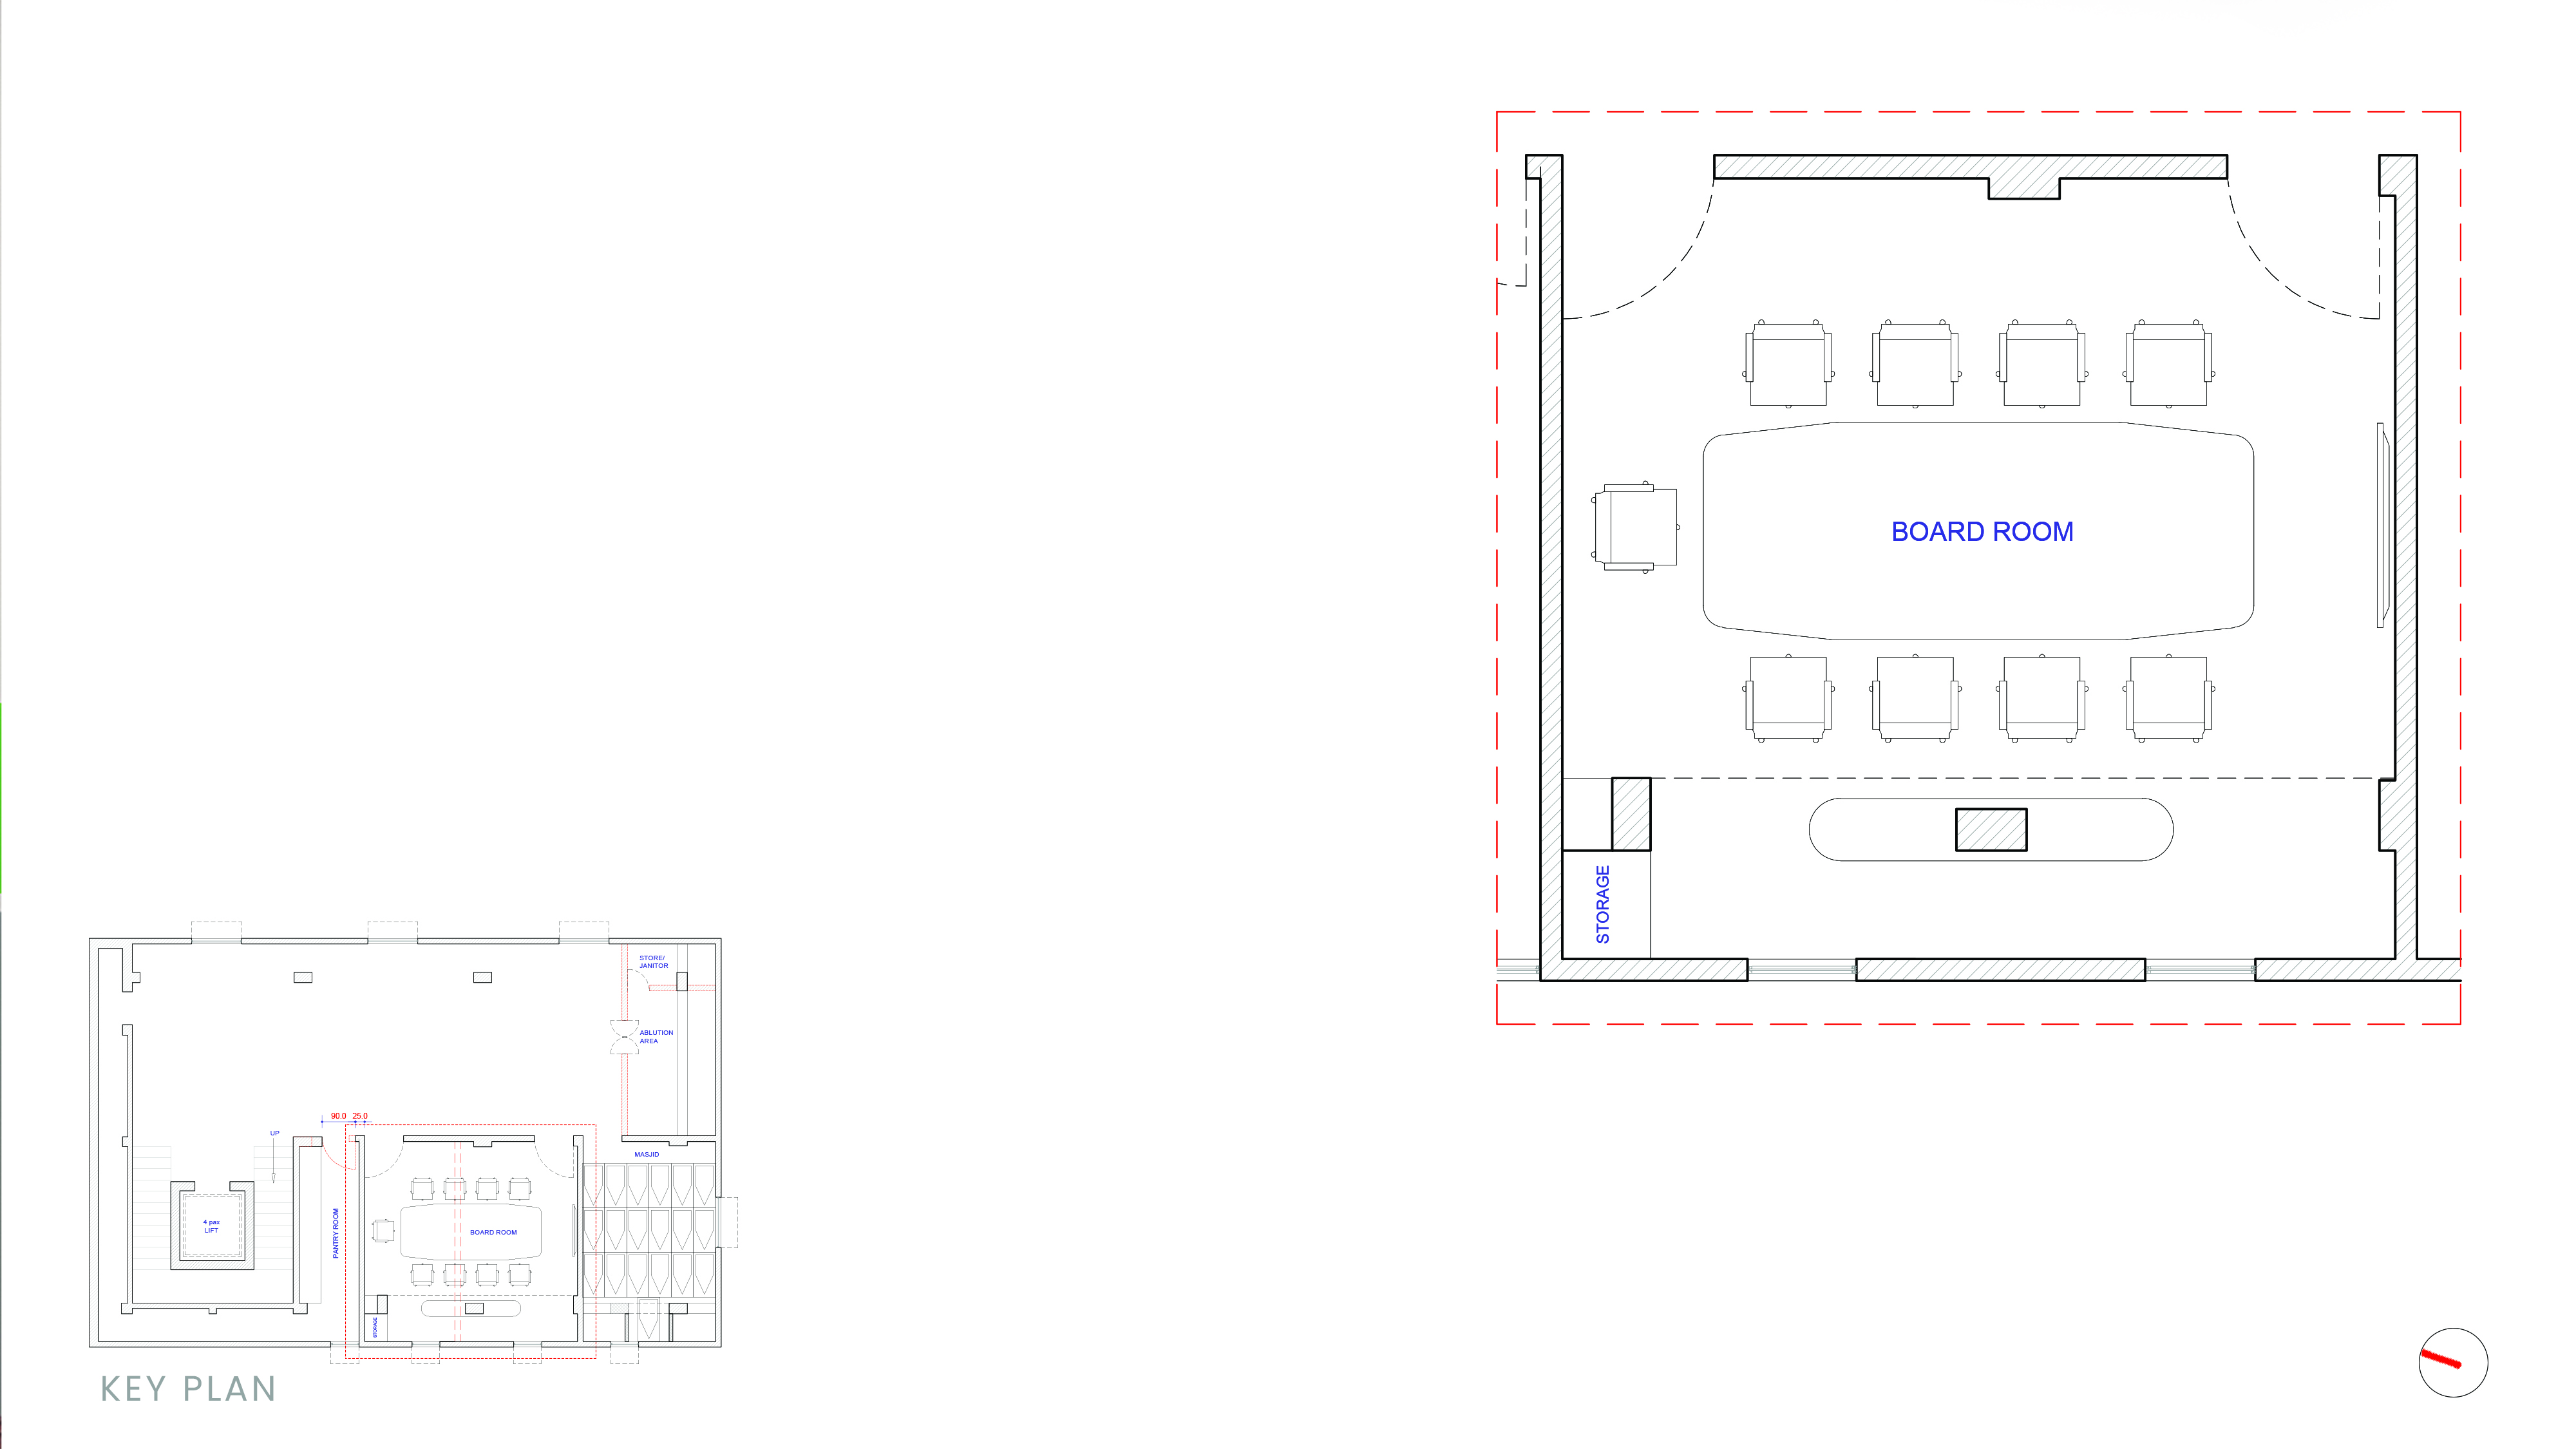 BOARD ROOM
STORAGE
STORE/
JANITOR
ABLUTION
AREA
90.0 25.0
UP
MASJID
4 pax
LIFT
PANTRY ROOM
BOARD ROOM
STORAGE
KEY PLAN